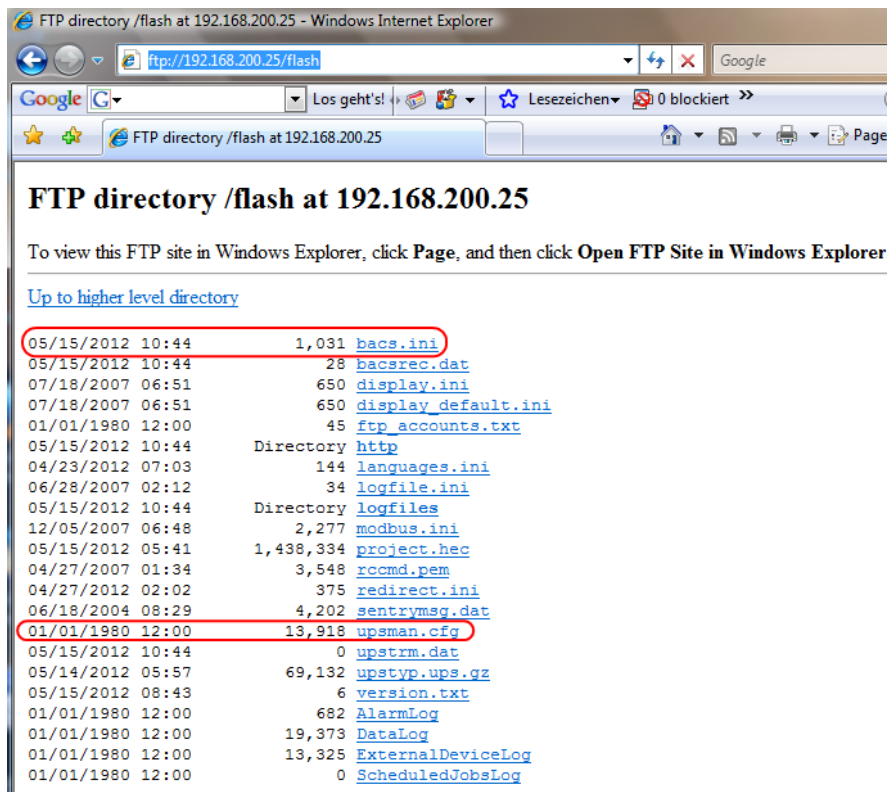 FTP directory /flash at 192.168.200.25 - Windows Internet Explorer
ftp://192.168.200.25/flash
Google
Google G Los geht's! Lesezeichen 0 blockiert »
FTP directory /flash at 192.168.200.25 Page
FTP directory /flash at 192.168.200.25
To view this FTP site in Windows Explorer, click Page, and then click Open FTP Site in Windows Explorer
Up to higher level directory
05/15/2012 10:44 1,031 bacs.ini
05/15/2012 10:44 28 bacsrec.dat
07/18/2007 06:51 650 display.ini
07/18/2007 06:51 650 display_default.ini
01/01/1980 12:00 45 ftp_accounts.txt
05/15/2012 10:44 Directory http
04/23/2012 07:03 144 languages.ini
06/28/2007 02:12 34 logfile.ini
05/15/2012 10:44 Directory logfiles
12/05/2007 06:48 2,277 modbus.ini
05/15/2012 05:41 1,438,334 project.hec
04/27/2007 01:34 3,548 rccmd.pem
04/27/2012 02:02 375 redirect.ini
06/18/2004 08:29 4,202 sentrymsg.dat
01/01/1980 12:00 13,918 upsman.cfg
05/15/2012 10:44 0 upstrm.dat
05/14/2012 05:57 69,132 upstyp.ups.gz
05/15/2012 08:43 6 version.txt
01/01/1980 12:00 682 AlarmLog
01/01/1980 12:00 19,373 DataLog
01/01/1980 12:00 13,325 ExternalDeviceLog
01/01/1980 12:00 0 ScheduledJobsLog